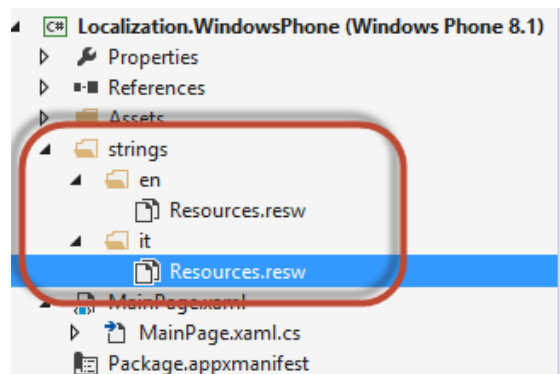 C# Localization.WindowsPhone (Windows Phone 8.1)
Properties
References
Assets
strings
en
Resources.resw
it
Resources.resw
MainPage.xaml
MainPage.xaml.cs
Package.appxmanifest